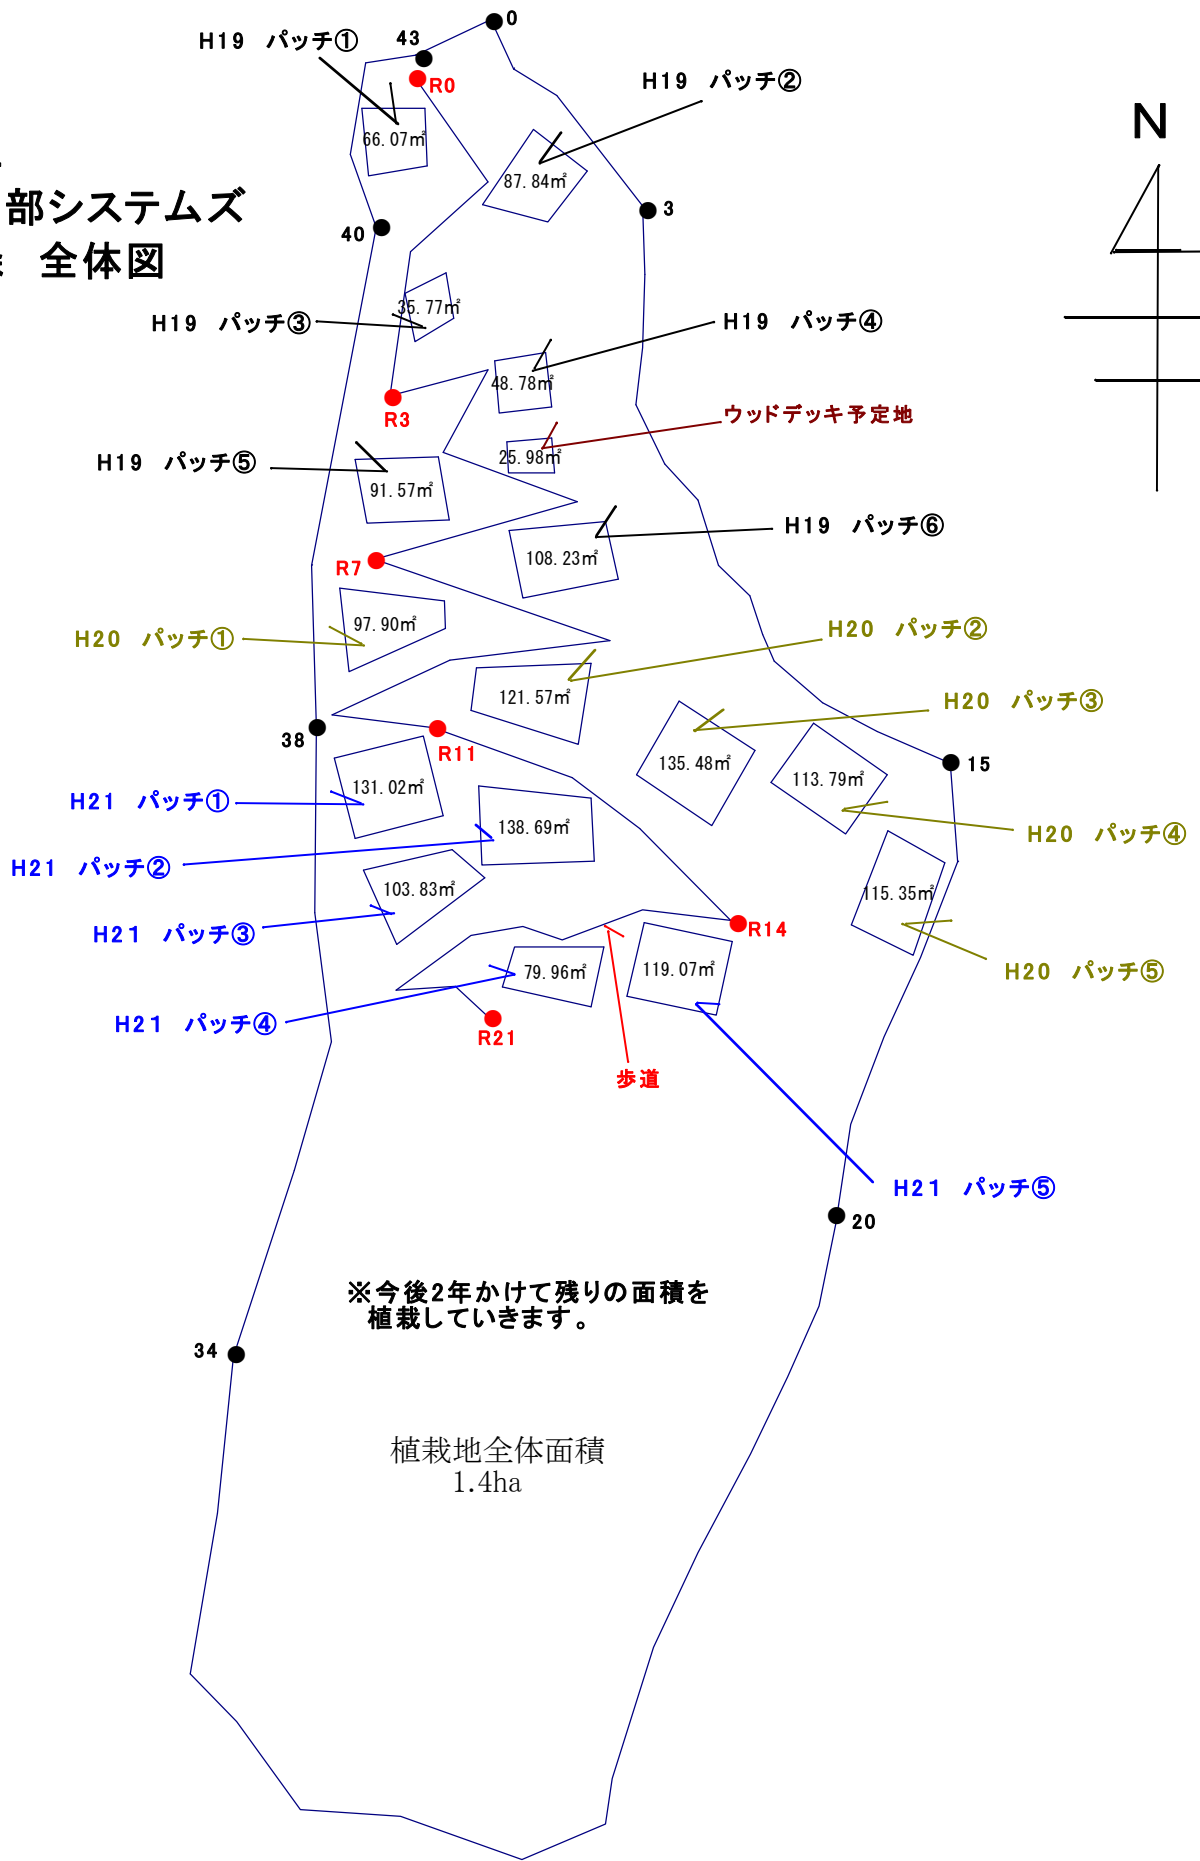 0
43
H19 パッチ①
R0
H19 パッチ②
N
66.07㎡
87.84㎡
部システムズ
3
40
全体図
35.77㎡
H19 パッチ③
H19 パッチ④
48.78㎡
R3
ウッドデッキ予定地
25.98㎡
H19 パッチ⑤
91.57㎡
H19 パッチ⑥
108.23㎡
R7
97.90㎡
H20 パッチ①
H20 パッチ②
121.57㎡
H20 パッチ③
38
R11
135.48㎡
15
113.79㎡
131.02㎡
H21 パッチ①
138.69㎡
H20 パッチ④
H21 パッチ②
103.83㎡
115.35㎡
H21 パッチ③
R14
79.96㎡
119.07㎡
H20 パッチ⑤
H21 パッチ④
R21
歩道
H21 パッチ⑤
20
※今後2年かけて残りの面積を
植栽していきます。
34
植栽地全体面積
1.4ha